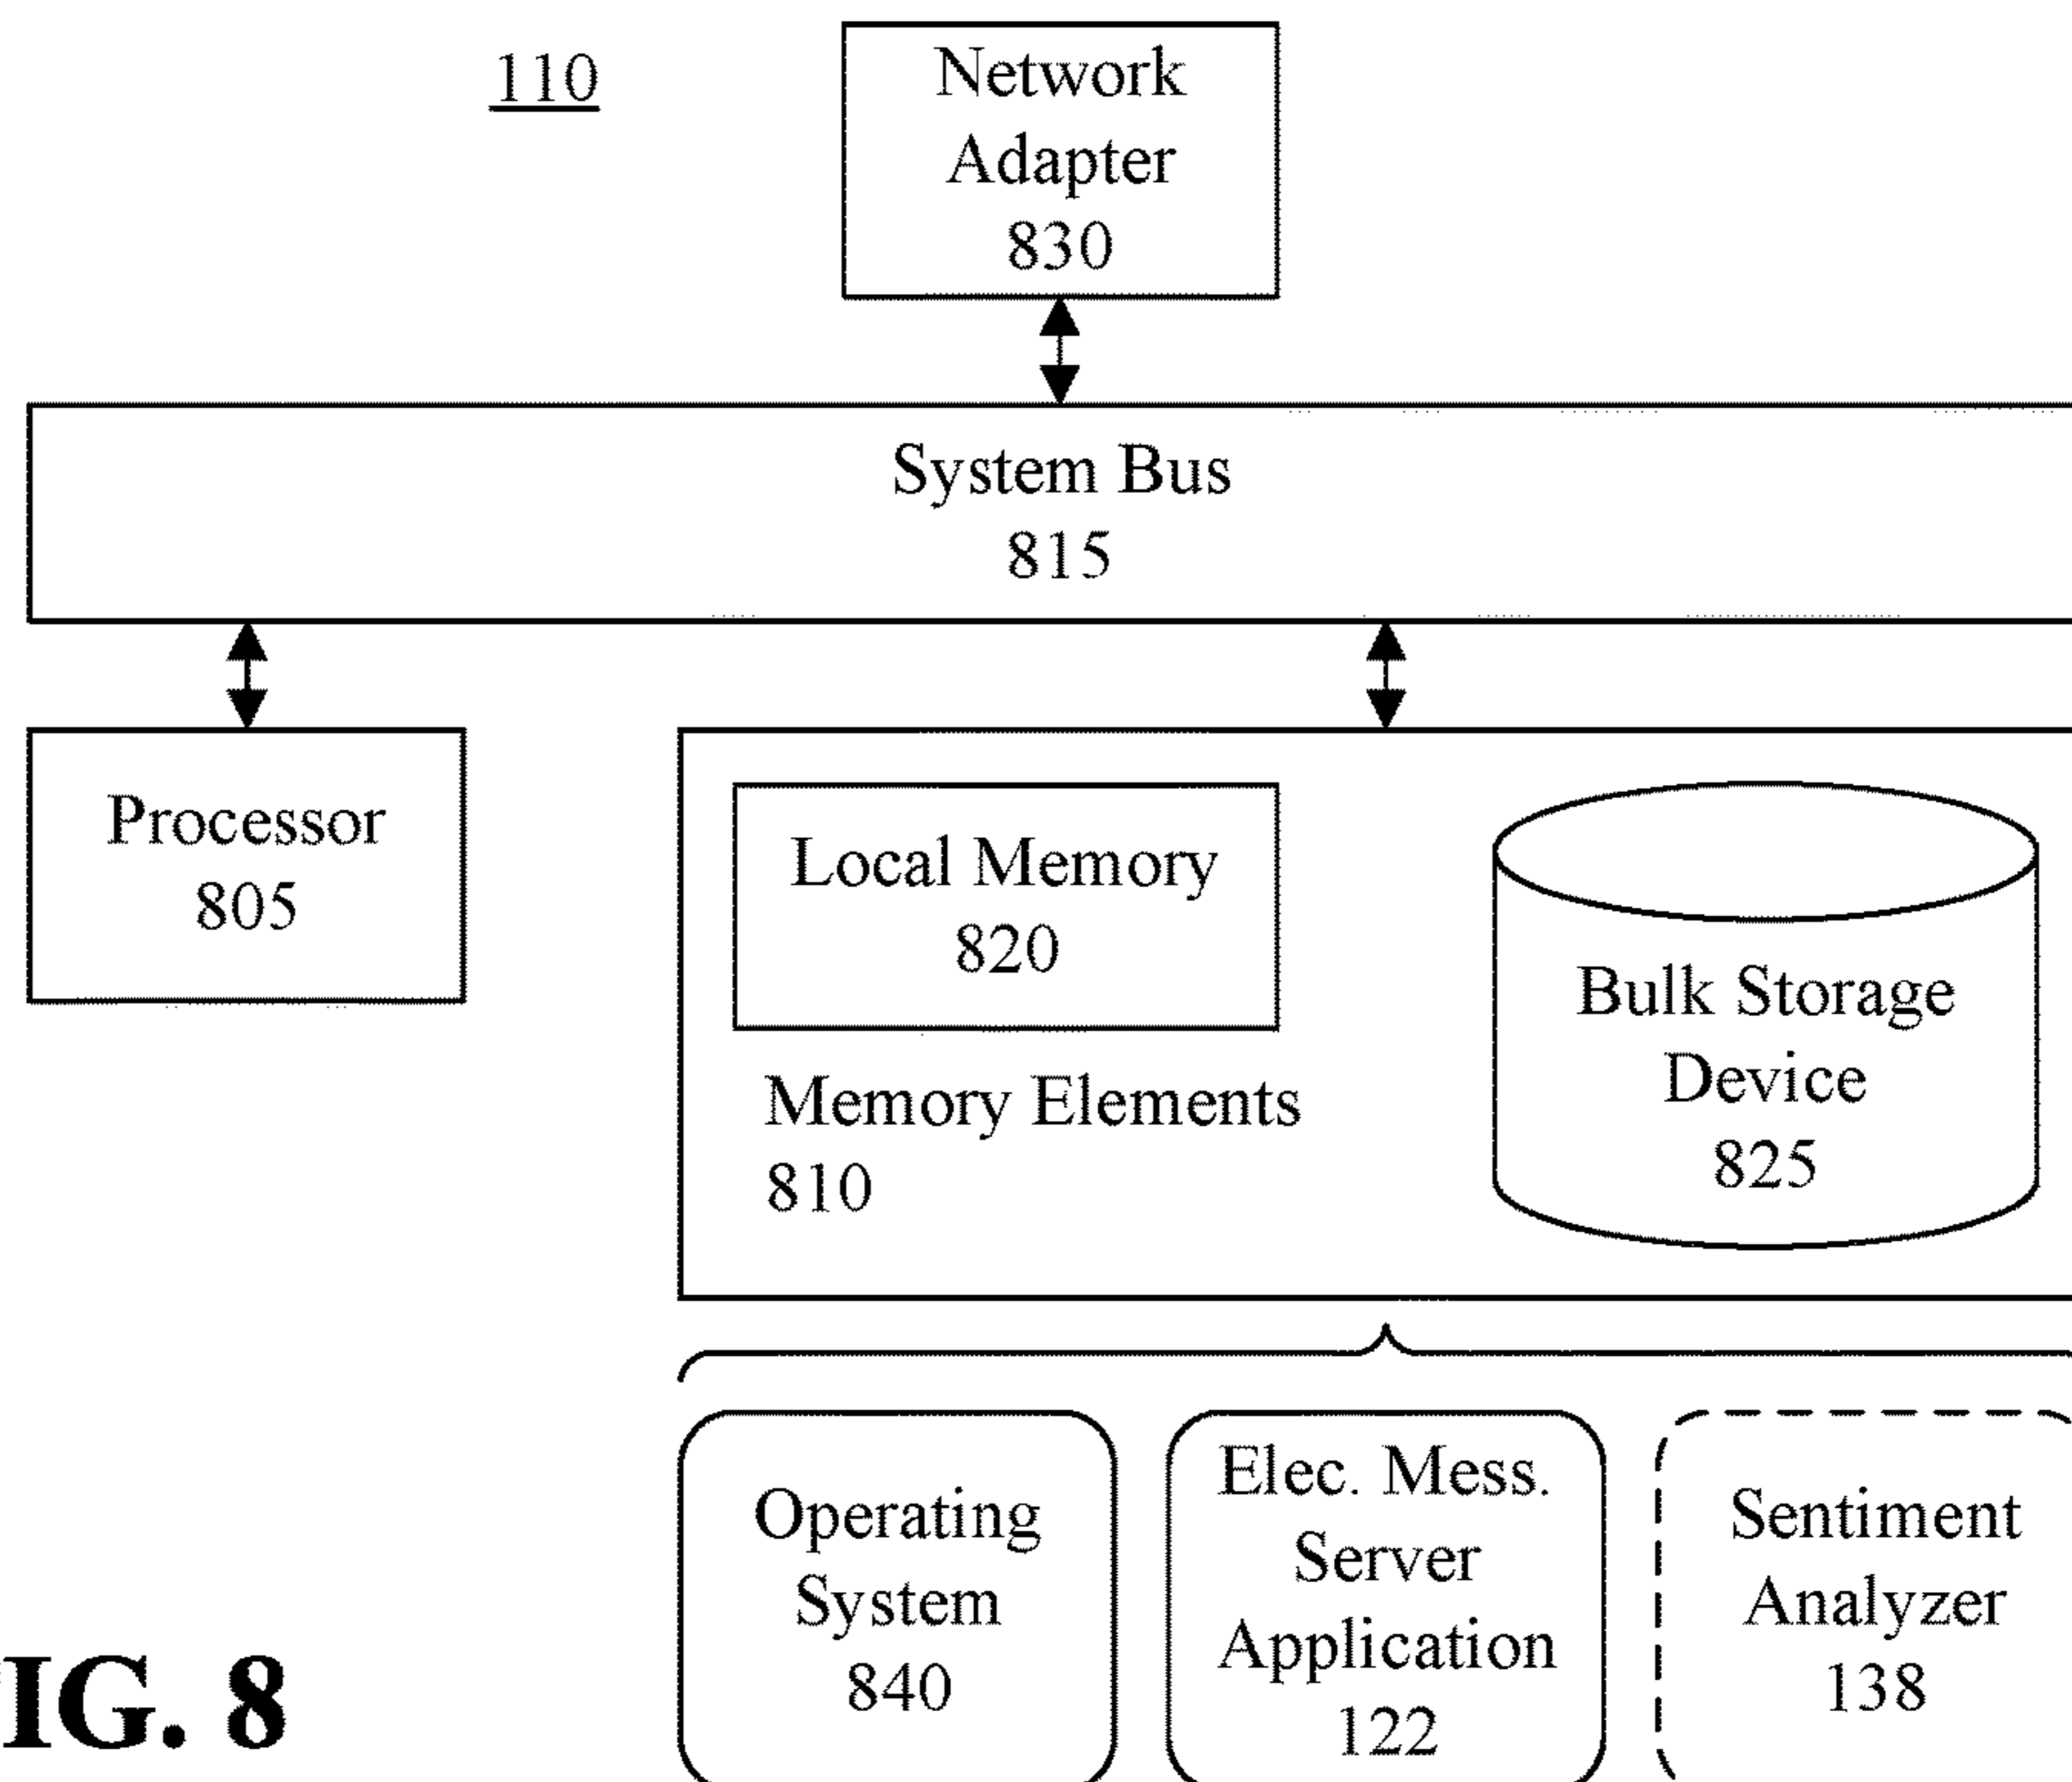 110
Network
Adapter
830
System Bus
815
Processor
805
Local Memory
820
Memory Elements
810
Bulk Storage
Device
825
Operating
System
840
Elec. Mess.
Server
Application
122
Sentiment
Analyzer
138
IG. 8